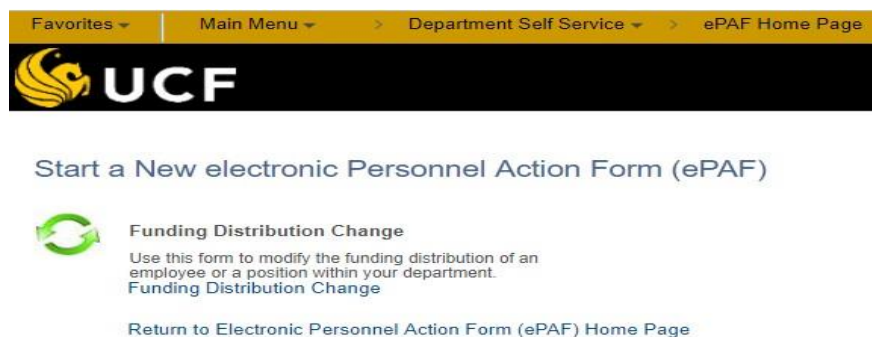 Favorites Main Menu > Department Self Service > ePAF Home Page
UCF
Start a New electronic Personnel Action Form (ePAF)
Funding Distribution Change
Use this form to modify the funding distribution of an
employee or a position within your department.
Funding Distribution Change
Return to Electronic Personnel Action Form (ePAF) Home Page